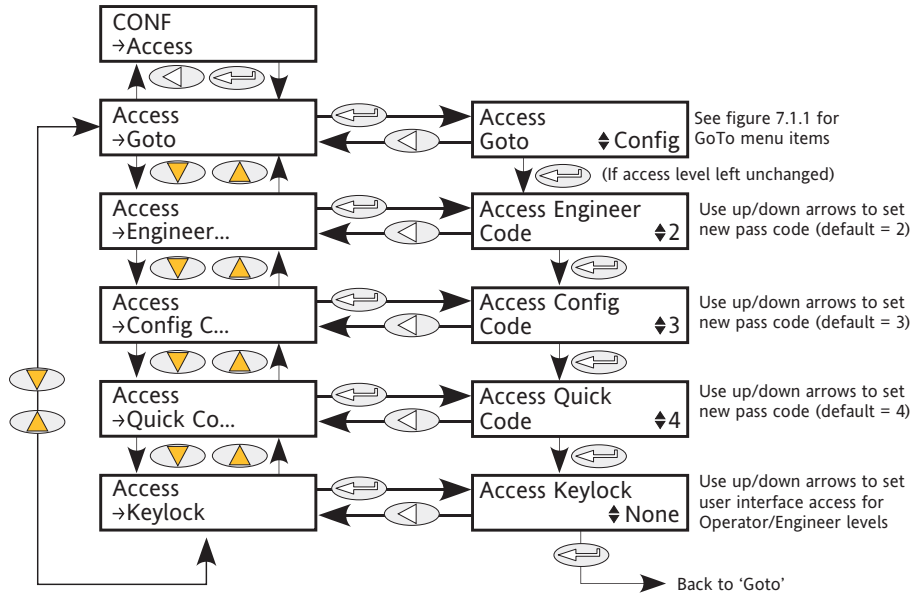 CONF
→Access
Access
→Goto
Access
Goto ♦Config
See figure 7.1.1 for
GoTo menu items
(If access level left unchanged)
Access
→Engineer...
Access Engineer
Code ♦2
Use up/down arrows to set
new pass code (default = 2)
Access
→Config C...
Access Config
Code ♦3
Use up/down arrows to set
new pass code (default = 3)
Access
→Quick Co...
Access Quick
Code ♦4
Use up/down arrows to set
new pass code (default = 4)
Access
→Keylock
Access Keylock
♦None
Use up/down arrows to set
user interface access for
Operator/Engineer levels
Back to ‘Goto’